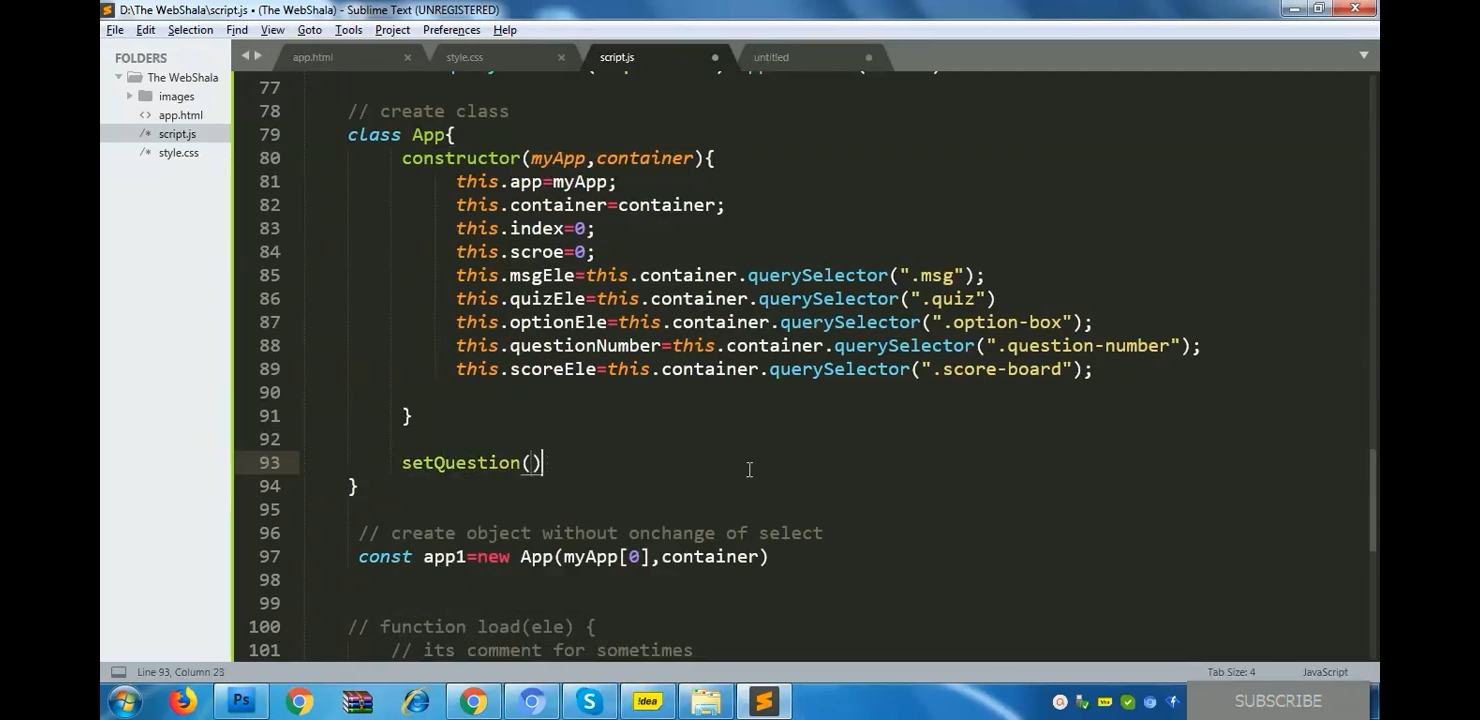 D:\The WebShala\script.js • (The WebShala) - Sublime Text (UNREGISTERED)
File Edit Selection Find View Goto Tools Project Preferences Help
FOLDERS
The WebShala
images
app.html
script.js
style.css
app.html style.css script.js untitled
77
78 // create class
79 class App{
80 constructor(myApp,container){
81 this.app=myApp;
82 this.container=container;
83 this.index=0;
84 this.scroe=0;
85 this.msgEle=this.container.querySelector(".msg");
86 this.quizEle=this.container.querySelector(".quiz")
87 this.optionEle=this.container.querySelector(".option-box");
88 this.questionNumber=this.container.querySelector(".question-number");
89 this.scoreEle=this.container.querySelector(".score-board");
90
91 }
92
93 setQuestion()
94 }
95
96 // create object without onchange of select
97 const app1=new App(myApp[0],container)
98
99
100 // function load(ele) {
101 // its comment for sometimes
Line 93, Column 23 Tab Size: 4 JavaScript
Ps !dea SUBSCRIBE